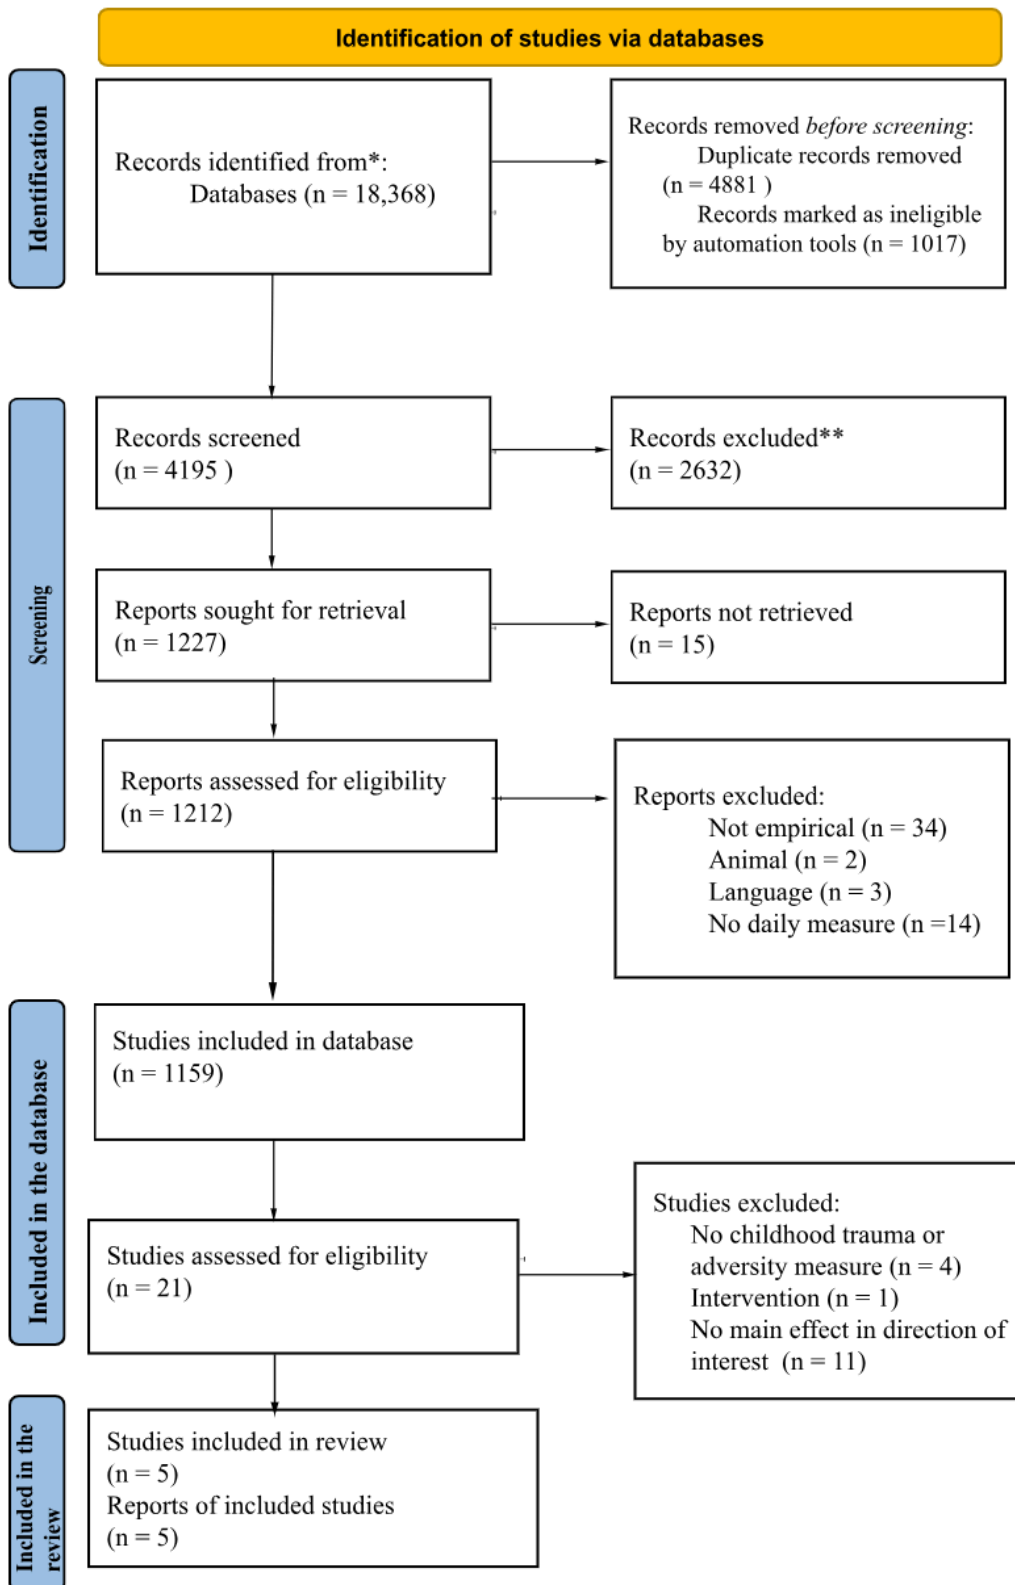 Identification of studies via databases
Identification
Records identified from*:
Databases (n = 18,368)
Records removed before screening:
Duplicate records removed
(n = 4881 )
Records marked as ineligible
by automation tools (n = 1017)
Screening
Records screened
(n = 4195 )
Records excluded**
(n = 2632)
Reports sought for retrieval
(n = 1227)
Reports not retrieved
(n = 15)
Reports assessed for eligibility
(n = 1212)
Reports excluded:
Not empirical (n = 34)
Animal (n = 2)
Language (n = 3)
No daily measure (n =14)
Included in the database
Studies included in database
(n = 1159)
Studies assessed for eligibility
(n = 21)
Studies excluded:
No childhood trauma or
adversity measure (n = 4)
Intervention (n = 1)
No main effect in direction of
interest  (n = 11)
Included in the
review
Studies included in review
(n = 5)
Reports of included studies
(n = 5)